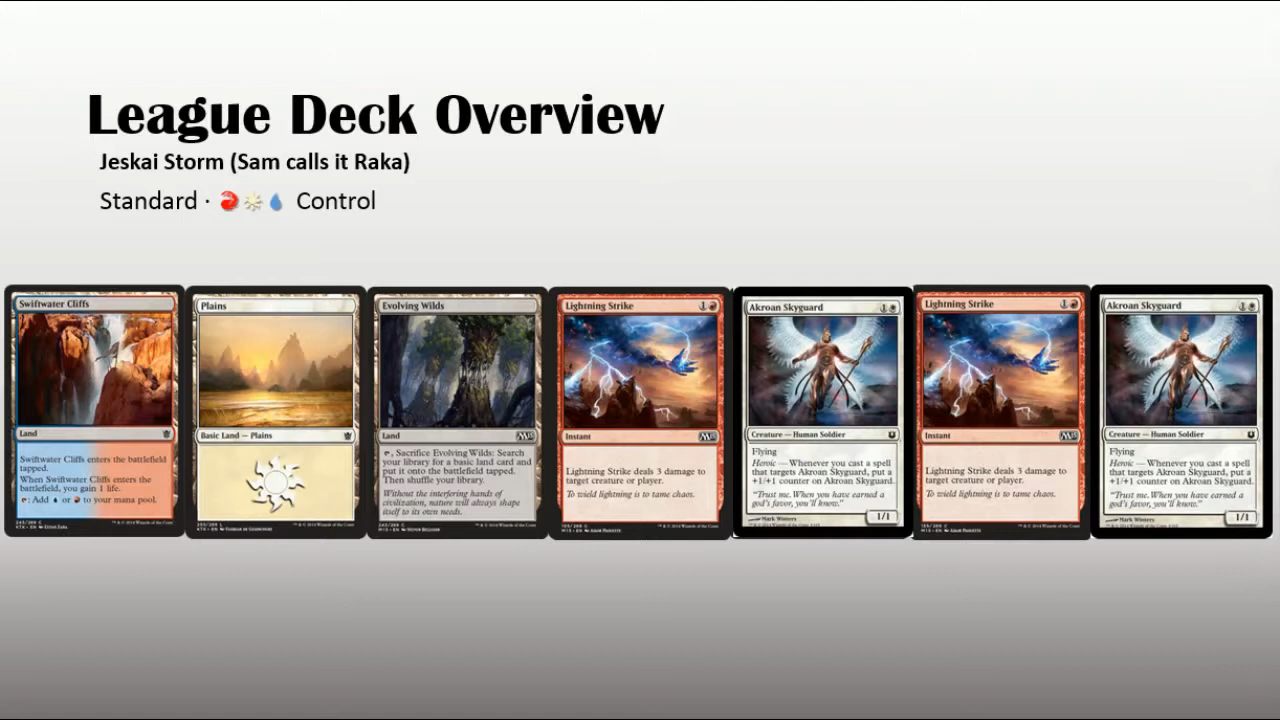 League Deck Overview
Jeskai Storm (Sam calls it Raka)
Standard · Control
Swiftwater Cliffs
Land
Swiftwater Cliffs enters the battlefield
tapped.
When Swiftwater Cliffs enters the
battlefield, you gain 1 life.
: Add or to your mana pool.
Plains
Basic Land — Plains
Evolving Wilds
Land
, Sacrifice Evolving Wilds: Search
your library for a basic land card and
put it onto the battlefield tapped.
Then shuffle your library.
Without the interfering hands of
civilization, nature will always shape
itself to its own needs.
Lightning Strike 1
Instant
Lightning Strike deals 3 damage to
target creature or player.
To wield lightning is to tame chaos.
Akroan Skyguard 1
Creature — Human Soldier
Flying
Heroic — Whenever you cast a spell
that targets Akroan Skyguard, put a
+1/+1 counter on Akroan Skyguard.
"Trust me. When you have earned a
god's favor, you'll know."
Mark Winters
1/1
Lightning Strike 1
Instant
Lightning Strike deals 3 damage to
target creature or player.
To wield lightning is to tame chaos.
Akroan Skyguard 1
Creature — Human Soldier
Flying
Heroic — Whenever you cast a spell
that targets Akroan Skyguard, put a
+1/+1 counter on Akroan Skyguard.
"Trust me. When you have earned a
god's favor, you'll know."
Mark Winters
1/1